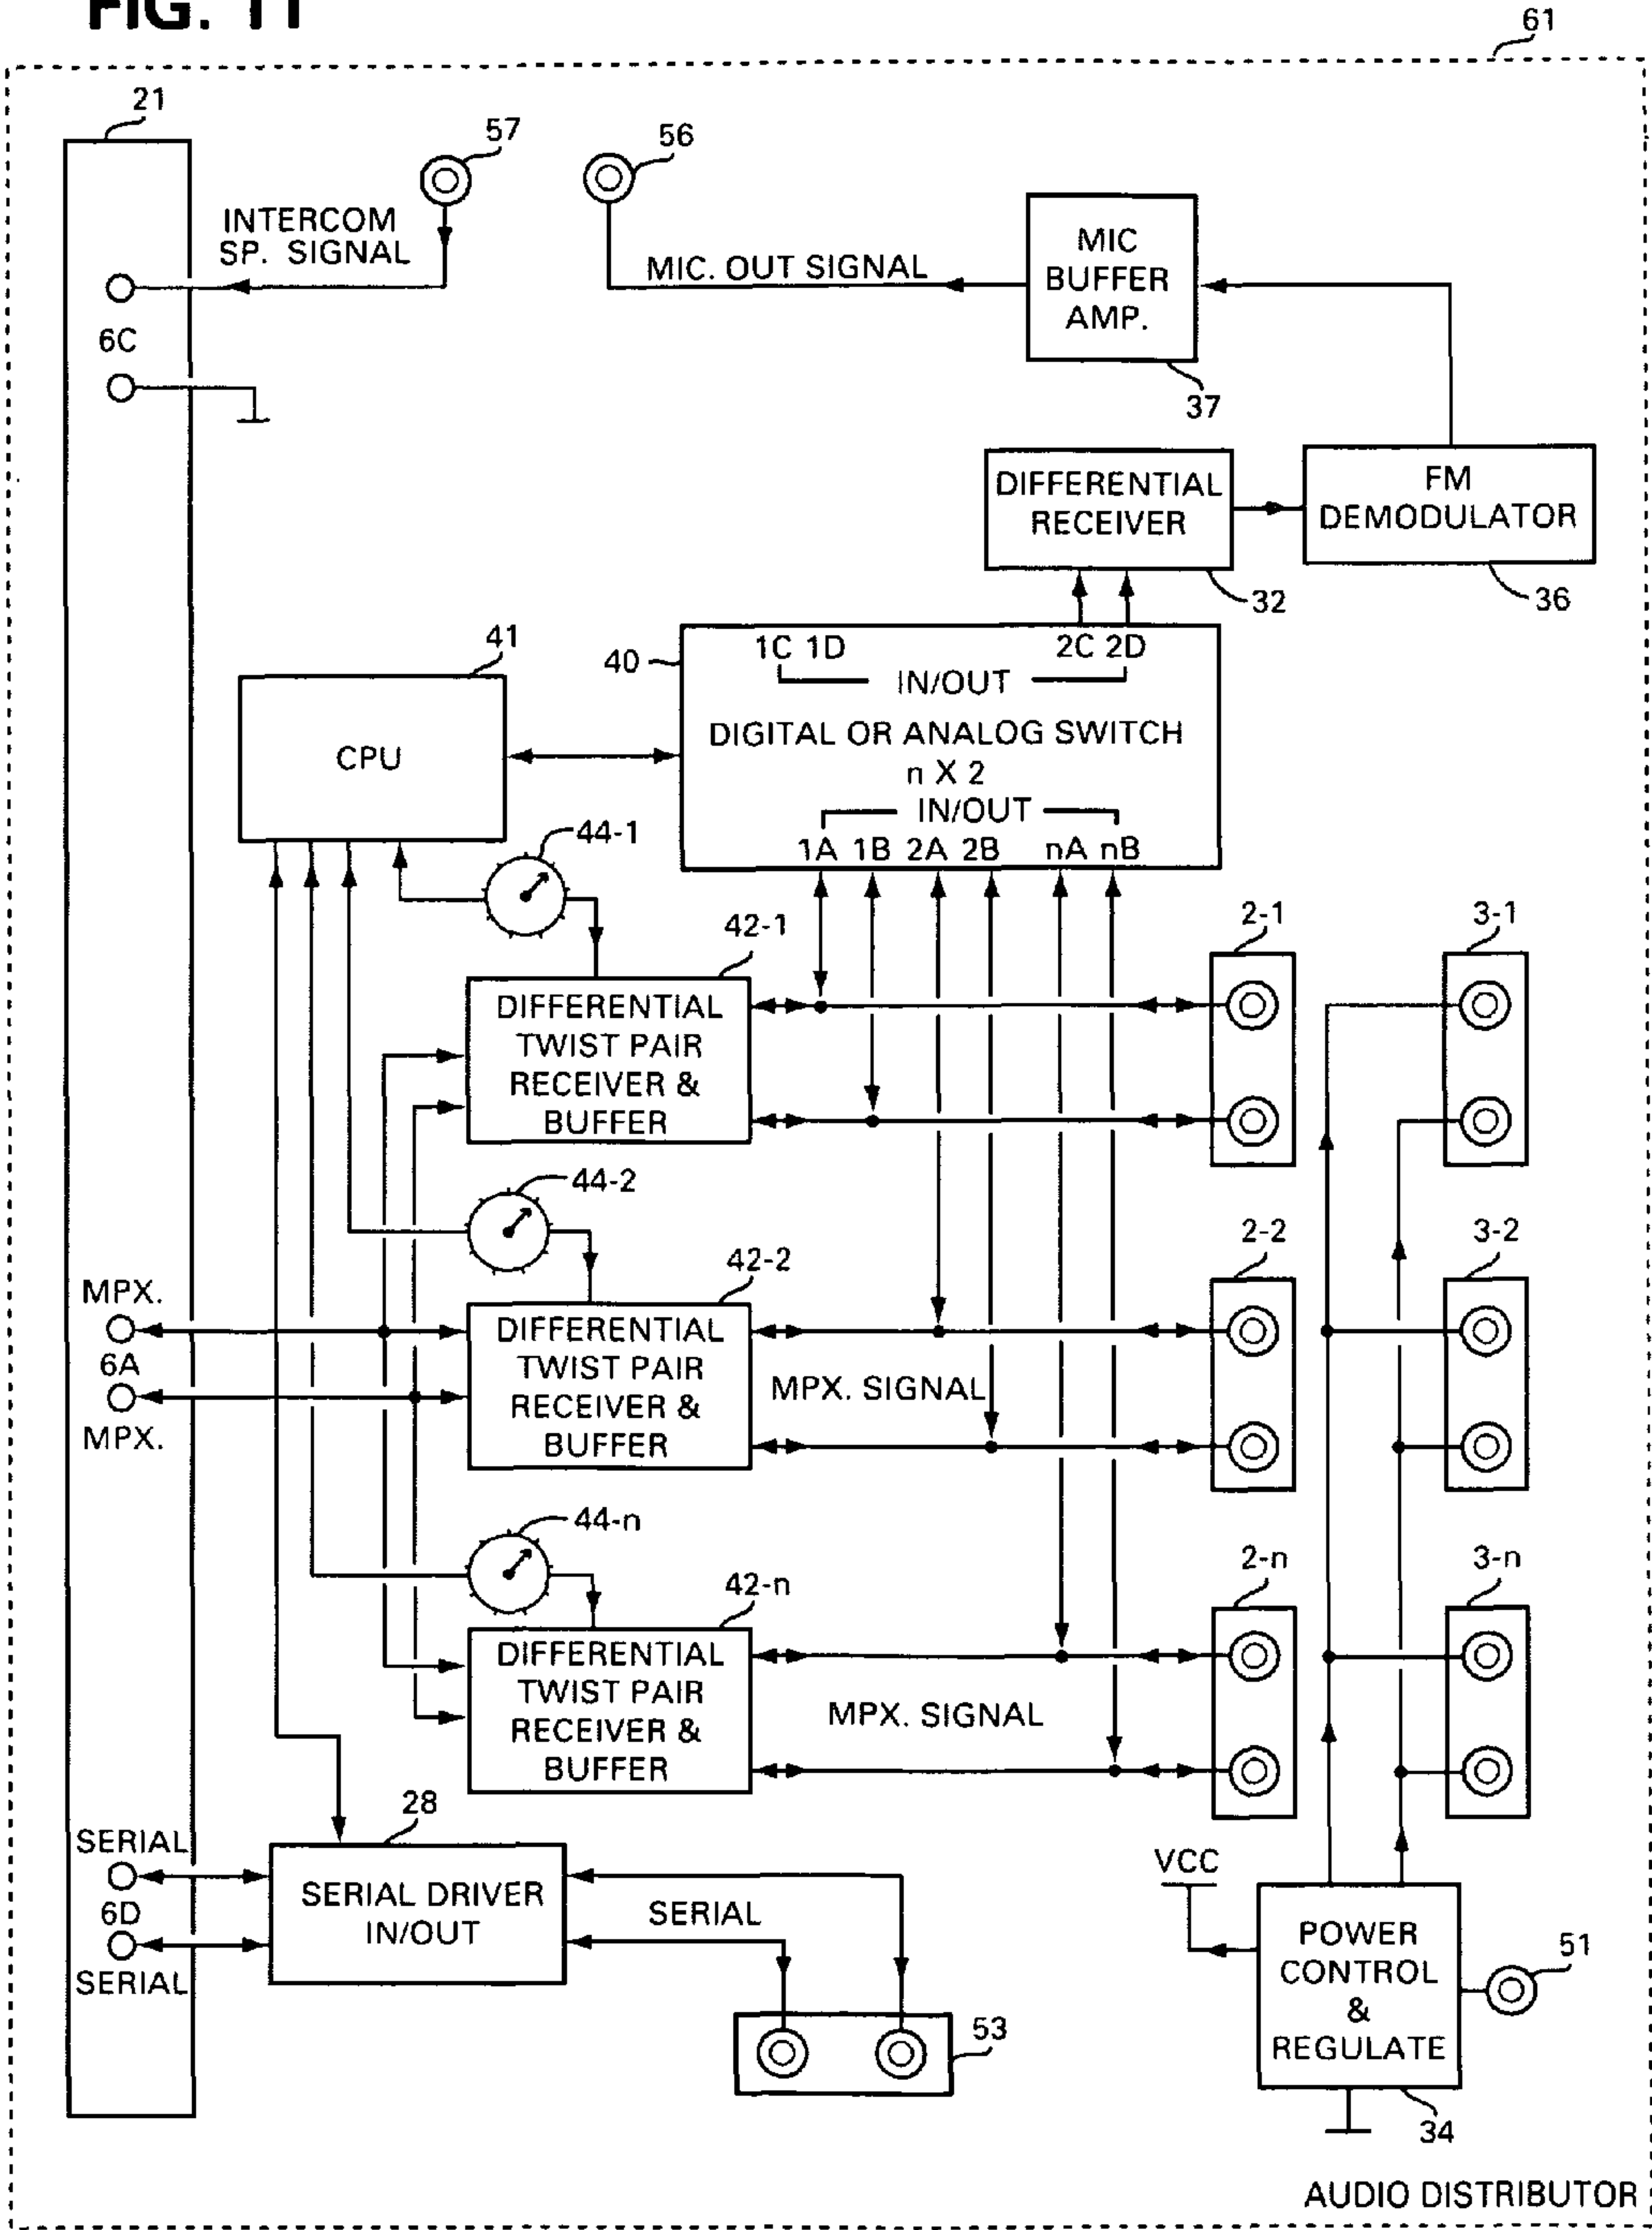 FIG. 11
61
21
57
56
INTERCOM
SP. SIGNAL
MIC. OUT SIGNAL
MIC
BUFFER
AMP.
37
6C
DIFFERENTIAL
RECEIVER
32
FM
DEMODULATOR
36
41
CPU
40
1C 1D 2C 2D
IN/OUT
DIGITAL OR ANALOG SWITCH
n X 2
IN/OUT
1A 1B 2A 2B nA nB
44-1
42-1
DIFFERENTIAL
TWIST PAIR
RECEIVER &
BUFFER
2-1
3-1
44-2
42-2
DIFFERENTIAL
TWIST PAIR
RECEIVER &
BUFFER
MPX. SIGNAL
2-2
3-2
MPX.
6A
MPX.
44-n
42-n
DIFFERENTIAL
TWIST PAIR
RECEIVER &
BUFFER
MPX. SIGNAL
2-n
3-n
28
SERIAL
6D
SERIAL
SERIAL DRIVER
IN/OUT
SERIAL
53
VCC
POWER
CONTROL
&
REGULATE
51
34
AUDIO DISTRIBUTOR